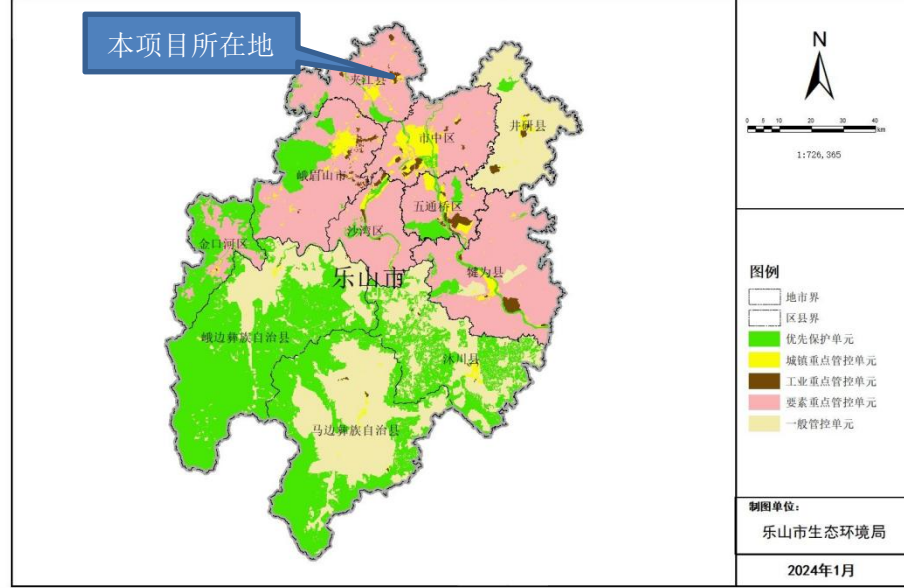 本项目所在地
夹江县
井研县
市中区
峨眉山市
五通桥区
沙湾区
金口河区
乐山市
犍为县
峨边彝族自治县
沐川县
马边彝族自治县
N
0 5 10 20 30 40 km
1:726,365
图例
地市界
区县界
优先保护单元
城镇重点管控单元
工业重点管控单元
要素重点管控单元
一般管控单元
制图单位：
乐山市生态环境局
2024年1月